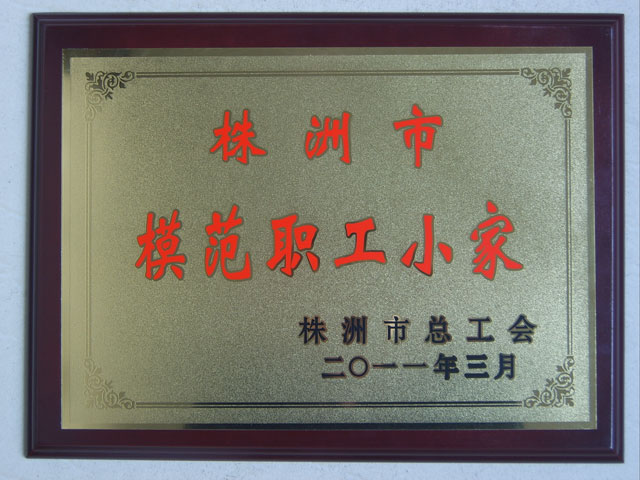 株洲市
模范职工小家
株洲市总工会
二〇一一年三月